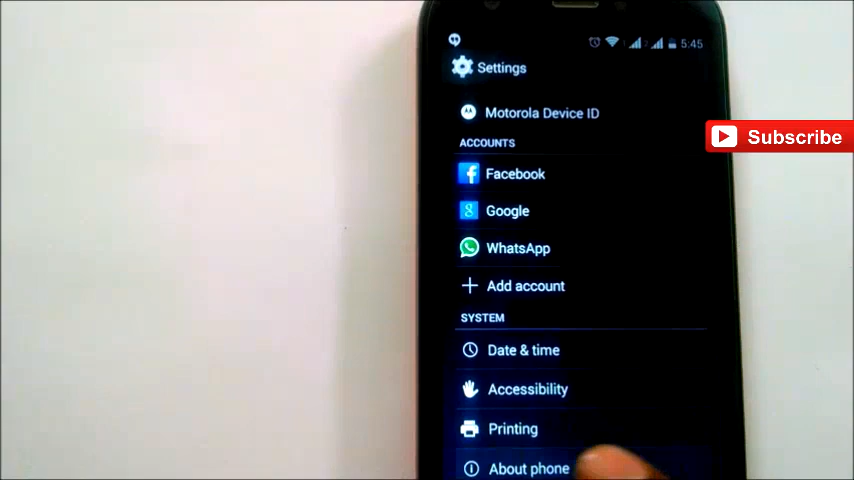 5:45
Settings
Motorola Device ID
ACCOUNTS
Subscribe
Facebook
Google
WhatsApp
Add account
SYSTEM
Date & time
Accessibility
Printing
About phone